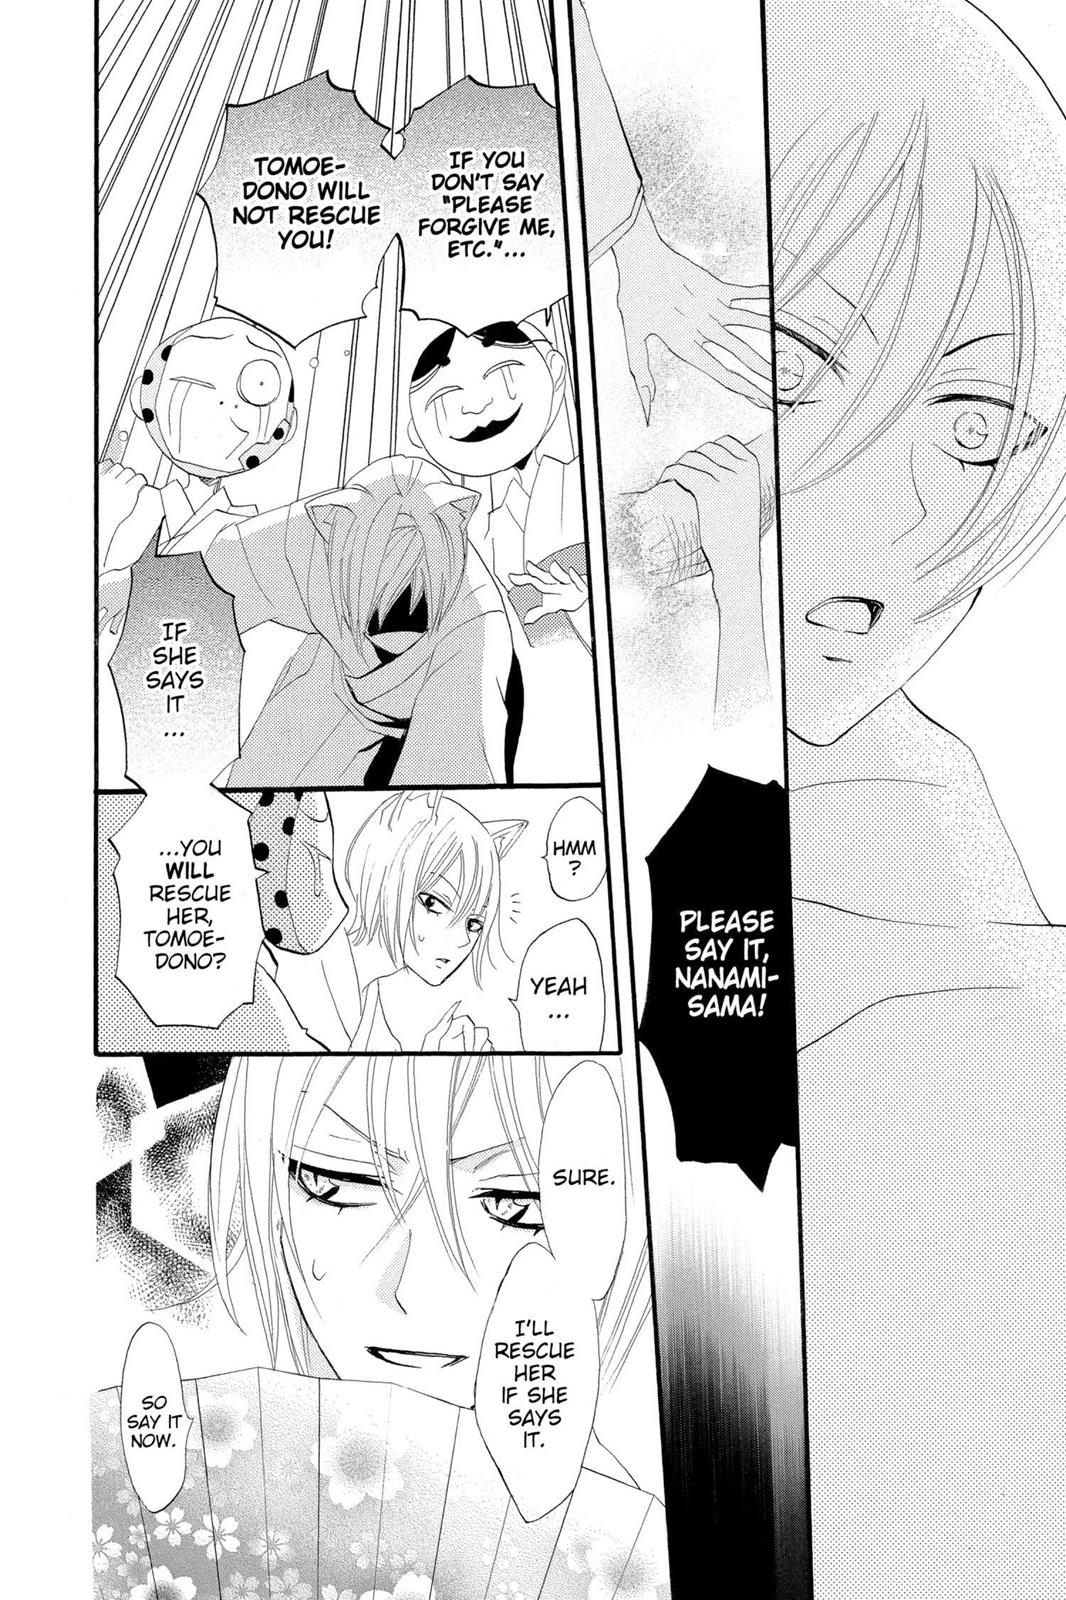 PLEASE
SAY IT,
NANAMI-
SAMA!
IF YOU
DON'T SAY
"PLEASE
FORGIVE ME,
ETC."...
TOMOE-
DONO WILL
NOT RESCUE
YOU!
IF
SHE
SAYS
IT
...
...YOU
WILL
RESCUE
HER,
TOMOE-
DONO?
HMM
?
YEAH
...
SURE.
I'LL
RESCUE
HER
IF SHE
SAYS
IT.
SO
SAY IT
NOW.